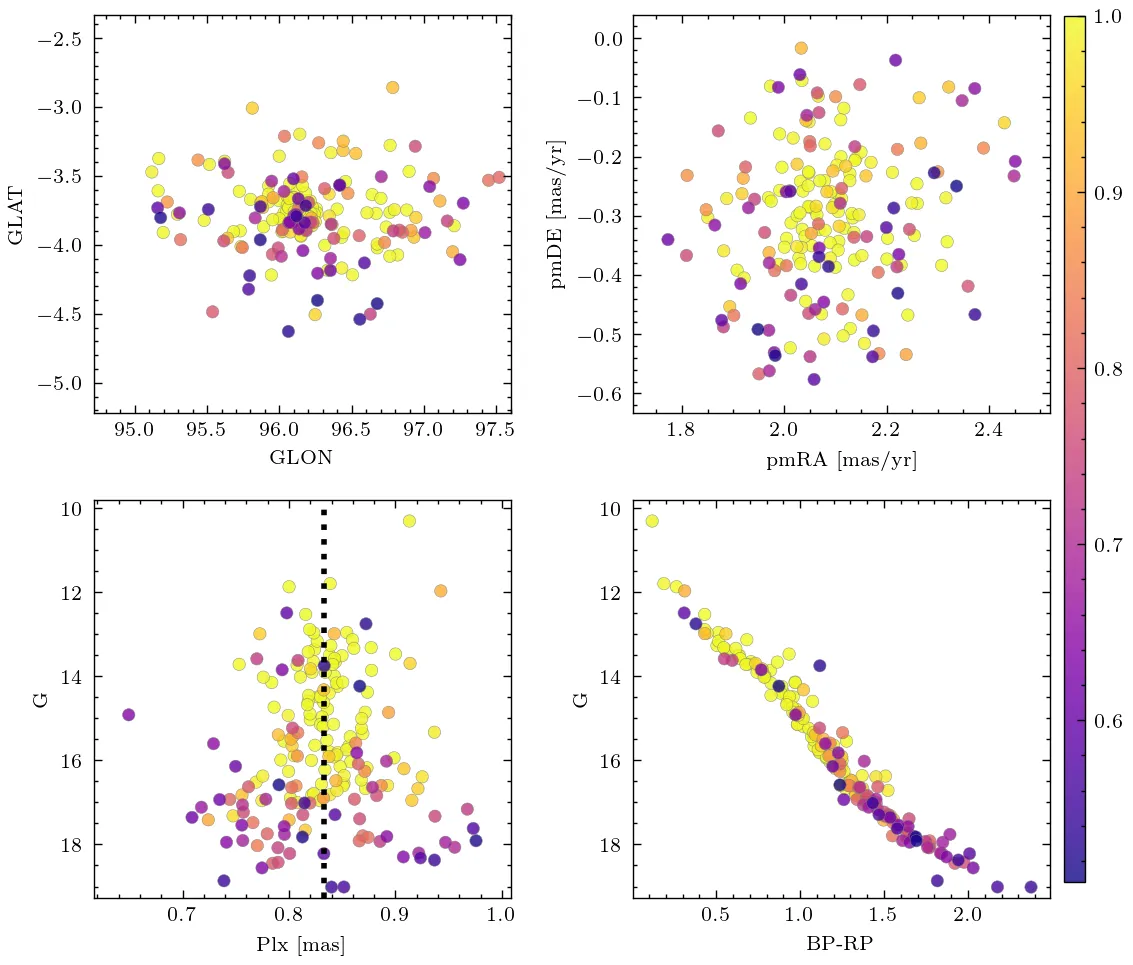 −2.5
−3.0
−3.5
−4.0
−4.5
−5.0
GLAT
95.0 95.5 96.0 96.5 97.0 97.5
GLON
0.0
−0.1
−0.2
−0.3
−0.4
−0.5
−0.6
pmDE [mas/yr]
1.8 2.0 2.2 2.4
pmRA [mas/yr]
1.0
0.9
0.8
0.7
0.6
10
12
14
16
18
G
0.7 0.8 0.9 1.0
Plx [mas]
10
12
14
16
18
G
0.5 1.0 1.5 2.0
BP-RP